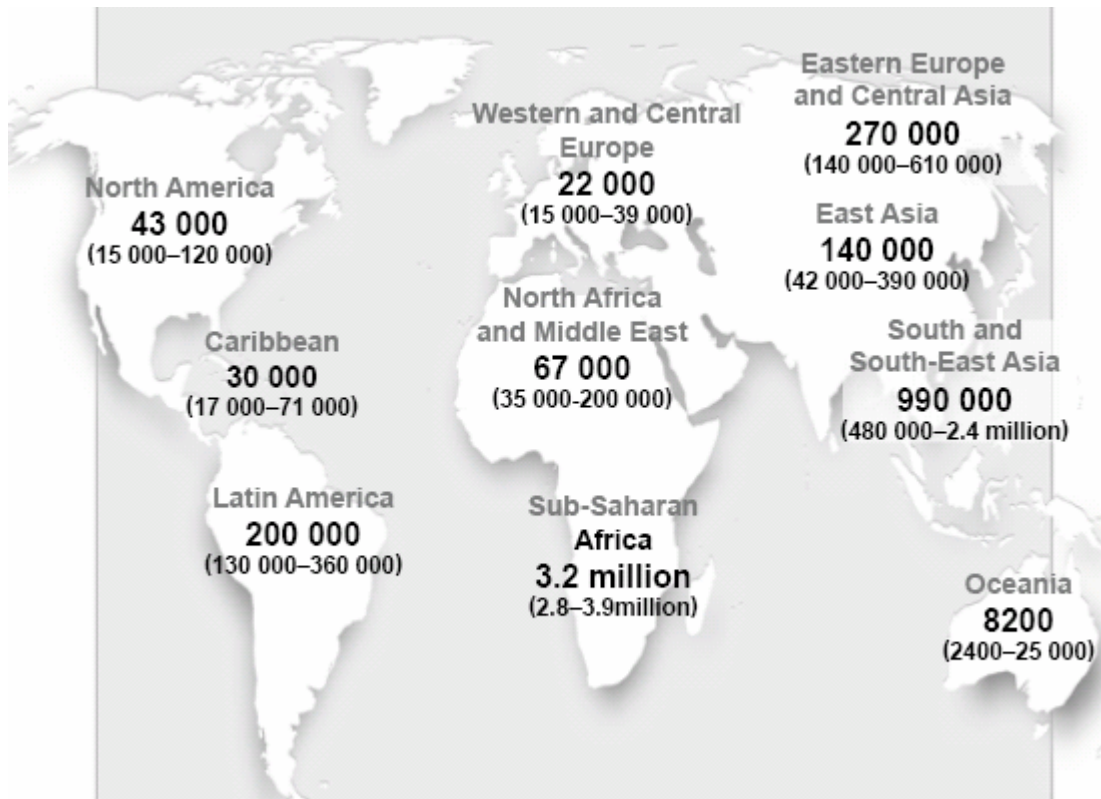 Eastern Europe
and Central Asia
270 000
(140 000–610 000)
Western and Central
Europe
22 000
(15 000–39 000)
North America
43 000
(15 000–120 000)
East Asia
140 000
(42 000–390 000)
North Africa
and Middle East
67 000
(35 000-200 000)
South and
South-East Asia
990 000
(480 000–2.4 million)
Caribbean
30 000
(17 000–71 000)
Latin America
200 000
(130 000–360 000)
Sub-Saharan
Africa
3.2 million
(2.8–3.9million)
Oceania
8200
(2400–25 000)